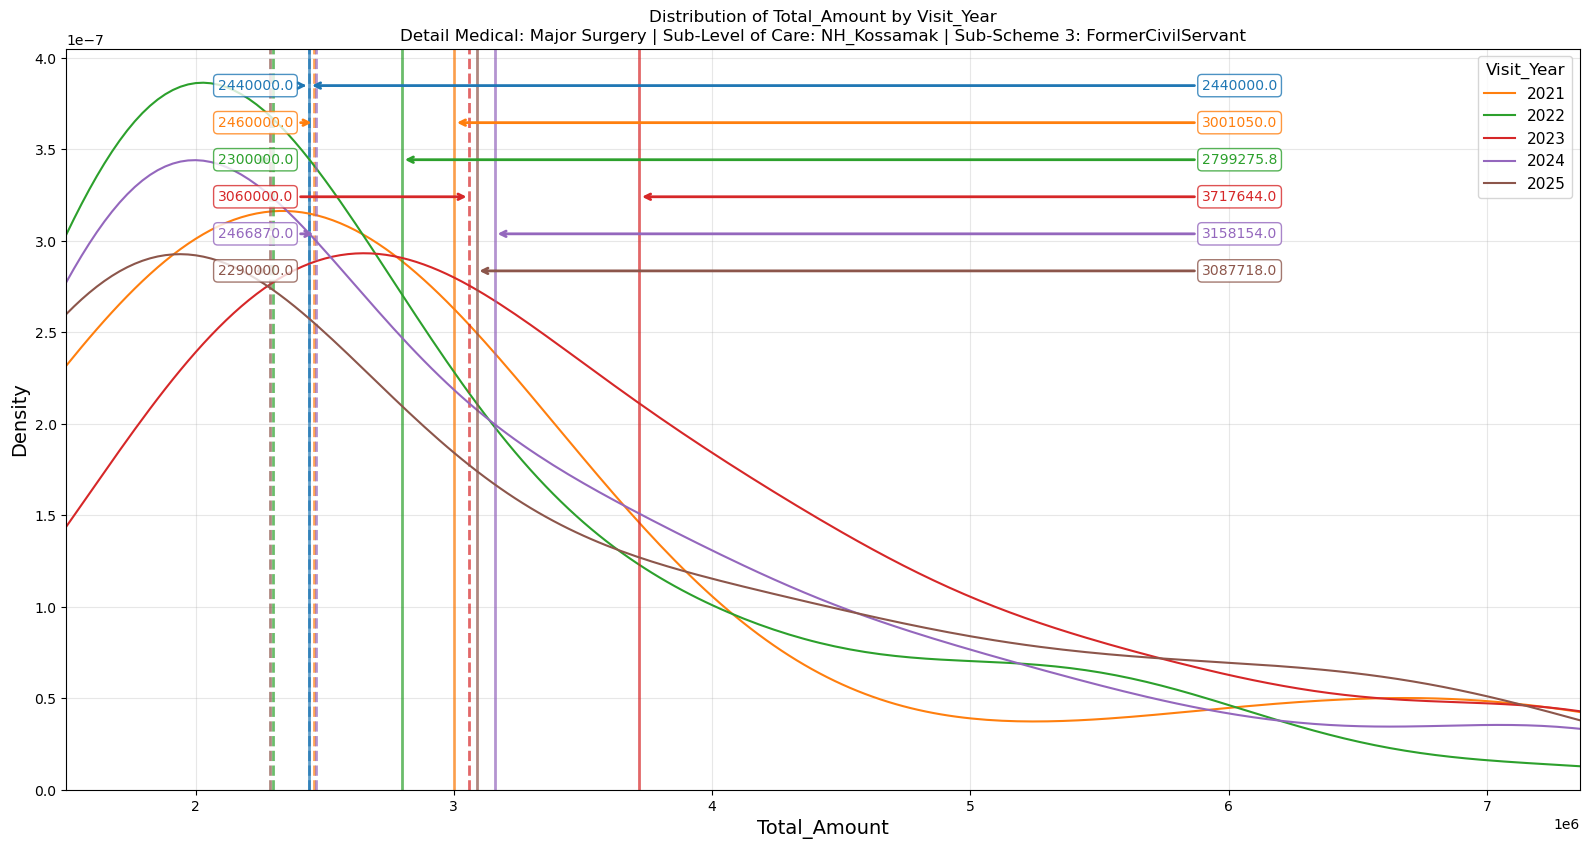 Distribution of Total_Amount by Visit_Year
Detail Medical: Major Surgery | Sub-Level of Care: NH_Kossamak | Sub-Scheme 3: FormerCivilServant
1e−7
4.0
3.5
3.0
2.5
2.0
1.5
1.0
0.5
0.0
Density
2440000.0 2440000.0
2460000.0 3001050.0
2300000.0 2799275.8
3060000.0 3717644.0
2466870.0 3158154.0
2290000.0 3087718.0
Visit_Year
2021
2022
2023
2024
2025
2 3 4 5 6 7
1e6
Total_Amount